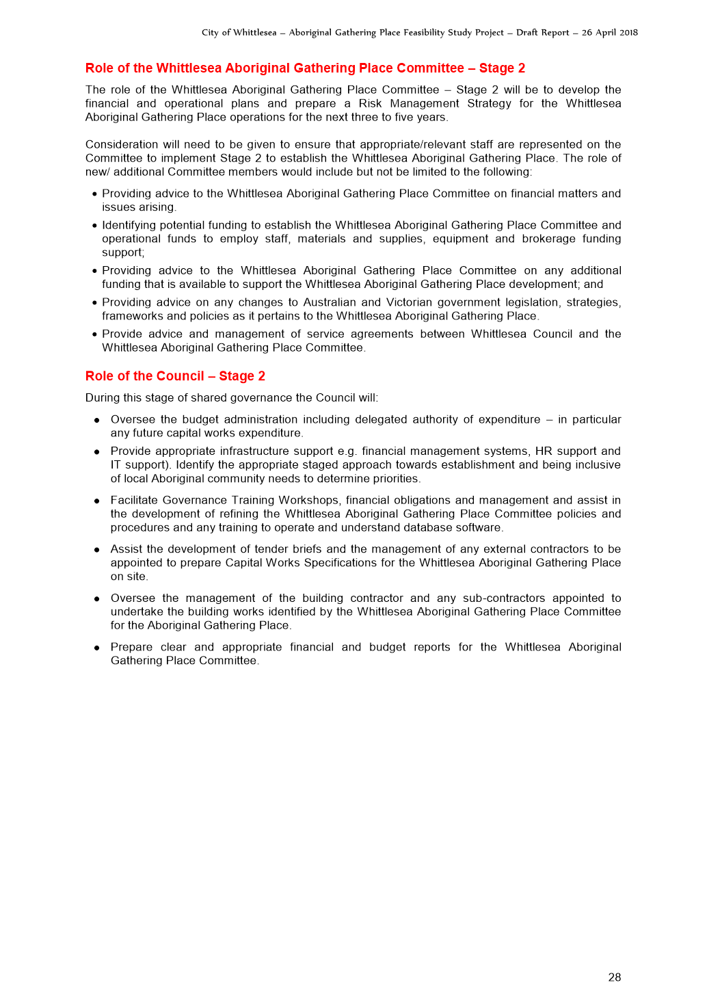 City of Whittlesea – Aboriginal Gathering Place Feasibility Study Project – Draft Report – 26 April 2018
Role of the Whittlesea Aboriginal Gathering Place Committee – Stage 2
The role of the Whittlesea Aboriginal Gathering Place Committee – Stage 2 will be to develop the
financial and operational plans and prepare a Risk Management Strategy for the Whittlesea
Aboriginal Gathering Place operations for the next three to five years.
Consideration will need to be given to ensure that appropriate/relevant staff are represented on the
Committee to implement Stage 2 to establish the Whittlesea Aboriginal Gathering Place. The role of
new/ additional Committee members would include but not be limited to the following:
• Providing advice to the Whittlesea Aboriginal Gathering Place Committee on financial matters and
issues arising.
• Identifying potential funding to establish the Whittlesea Aboriginal Gathering Place Committee and
operational funds to employ staff, materials and supplies, equipment and brokerage funding
support;
• Providing advice to the Whittlesea Aboriginal Gathering Place Committee on any additional
funding that is available to support the Whittlesea Aboriginal Gathering Place development; and
• Providing advice on any changes to Australian and Victorian government legislation, strategies,
frameworks and policies as it pertains to the Whittlesea Aboriginal Gathering Place.
• Provide advice and management of service agreements between Whittlesea Council and the
Whittlesea Aboriginal Gathering Place Committee.
Role of the Council – Stage 2
During this stage of shared governance the Council will:
● Oversee the budget administration including delegated authority of expenditure – in particular
any future capital works expenditure.
● Provide appropriate infrastructure support e.g. financial management systems, HR support and
IT support). Identify the appropriate staged approach towards establishment and being inclusive
of local Aboriginal community needs to determine priorities.
● Facilitate Governance Training Workshops, financial obligations and management and assist in
the development of refining the Whittlesea Aboriginal Gathering Place Committee policies and
procedures and any training to operate and understand database software.
● Assist the development of tender briefs and the management of any external contractors to be
appointed to prepare Capital Works Specifications for the Whittlesea Aboriginal Gathering Place
on site.
● Oversee the management of the building contractor and any sub-contractors appointed to
undertake the building works identified by the Whittlesea Aboriginal Gathering Place Committee
for the Aboriginal Gathering Place.
● Prepare clear and appropriate financial and budget reports for the Whittlesea Aboriginal
Gathering Place Committee.
28